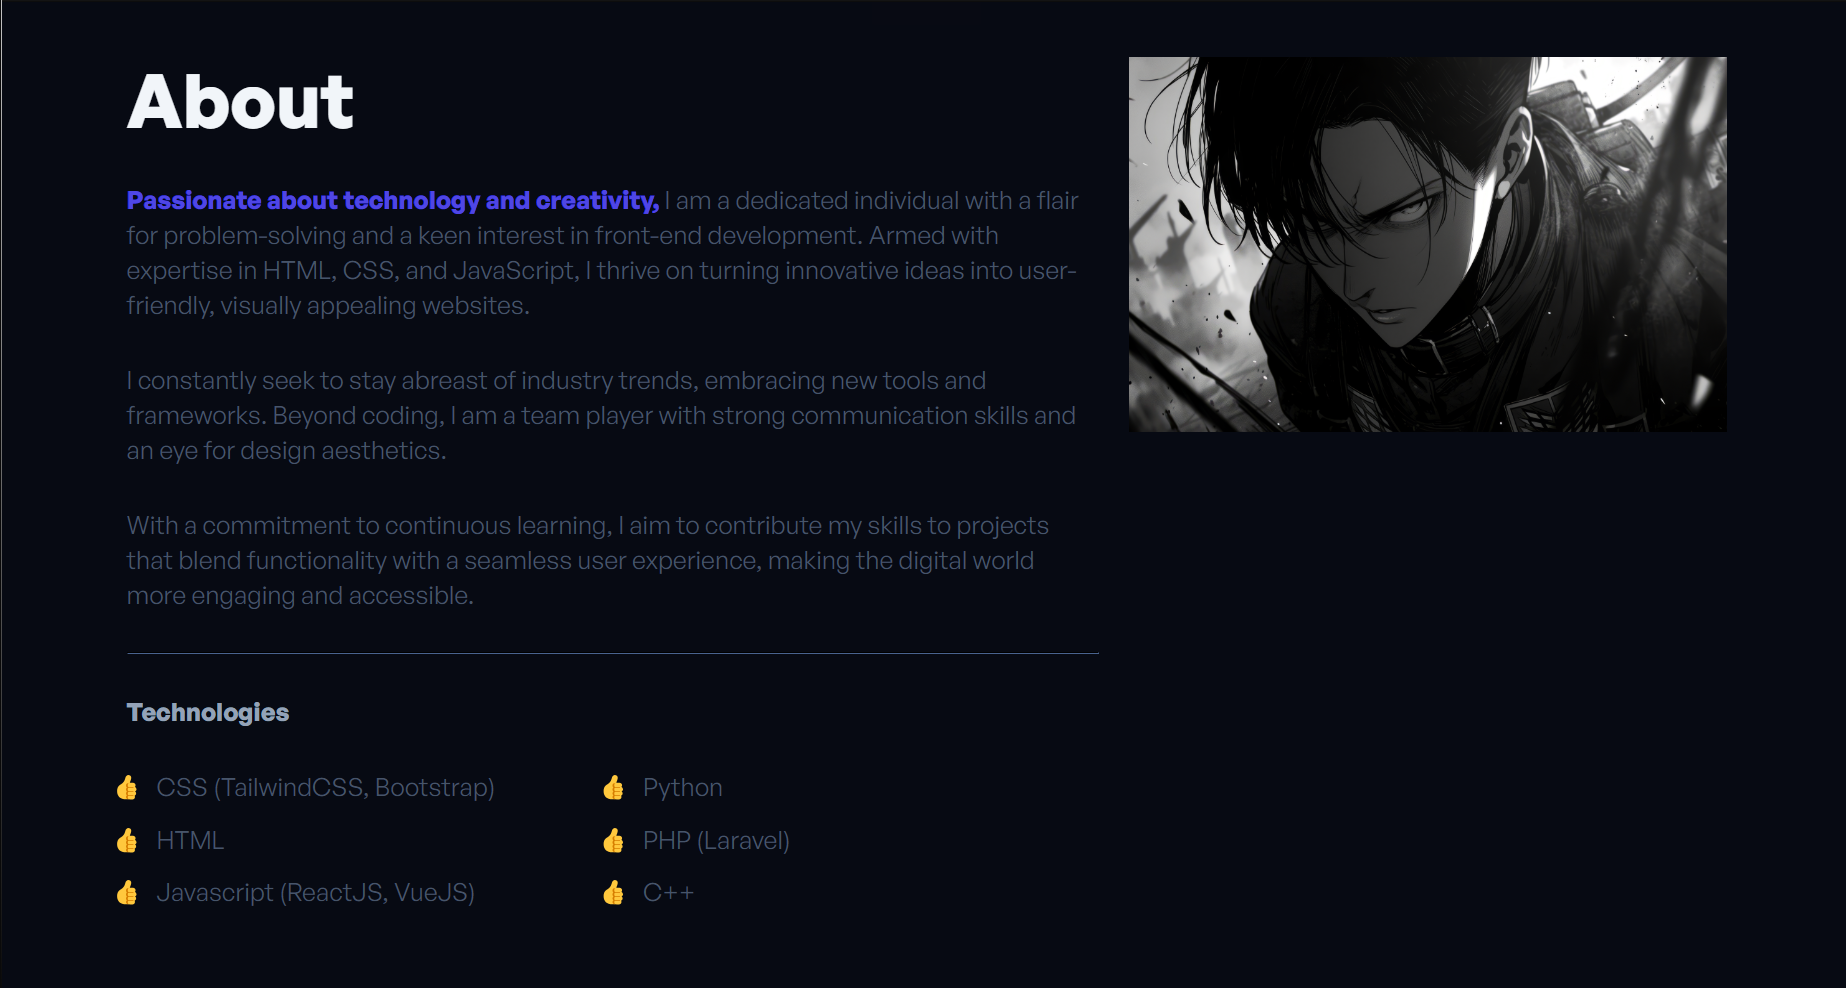 About
Passionate about technology and creativity, I am a dedicated individual with a flair
for problem-solving and a keen interest in front-end development. Armed with
expertise in HTML, CSS, and JavaScript, I thrive on turning innovative ideas into user-
friendly, visually appealing websites.
I constantly seek to stay abreast of industry trends, embracing new tools and
frameworks. Beyond coding, I am a team player with strong communication skills and
an eye for design aesthetics.
With a commitment to continuous learning, I aim to contribute my skills to projects
that blend functionality with a seamless user experience, making the digital world
more engaging and accessible.
Technologies
👍 CSS (TailwindCSS, Bootstrap)
👍 HTML
👍 Javascript (ReactJS, VueJS)
👍 Python
👍 PHP (Laravel)
👍 C++